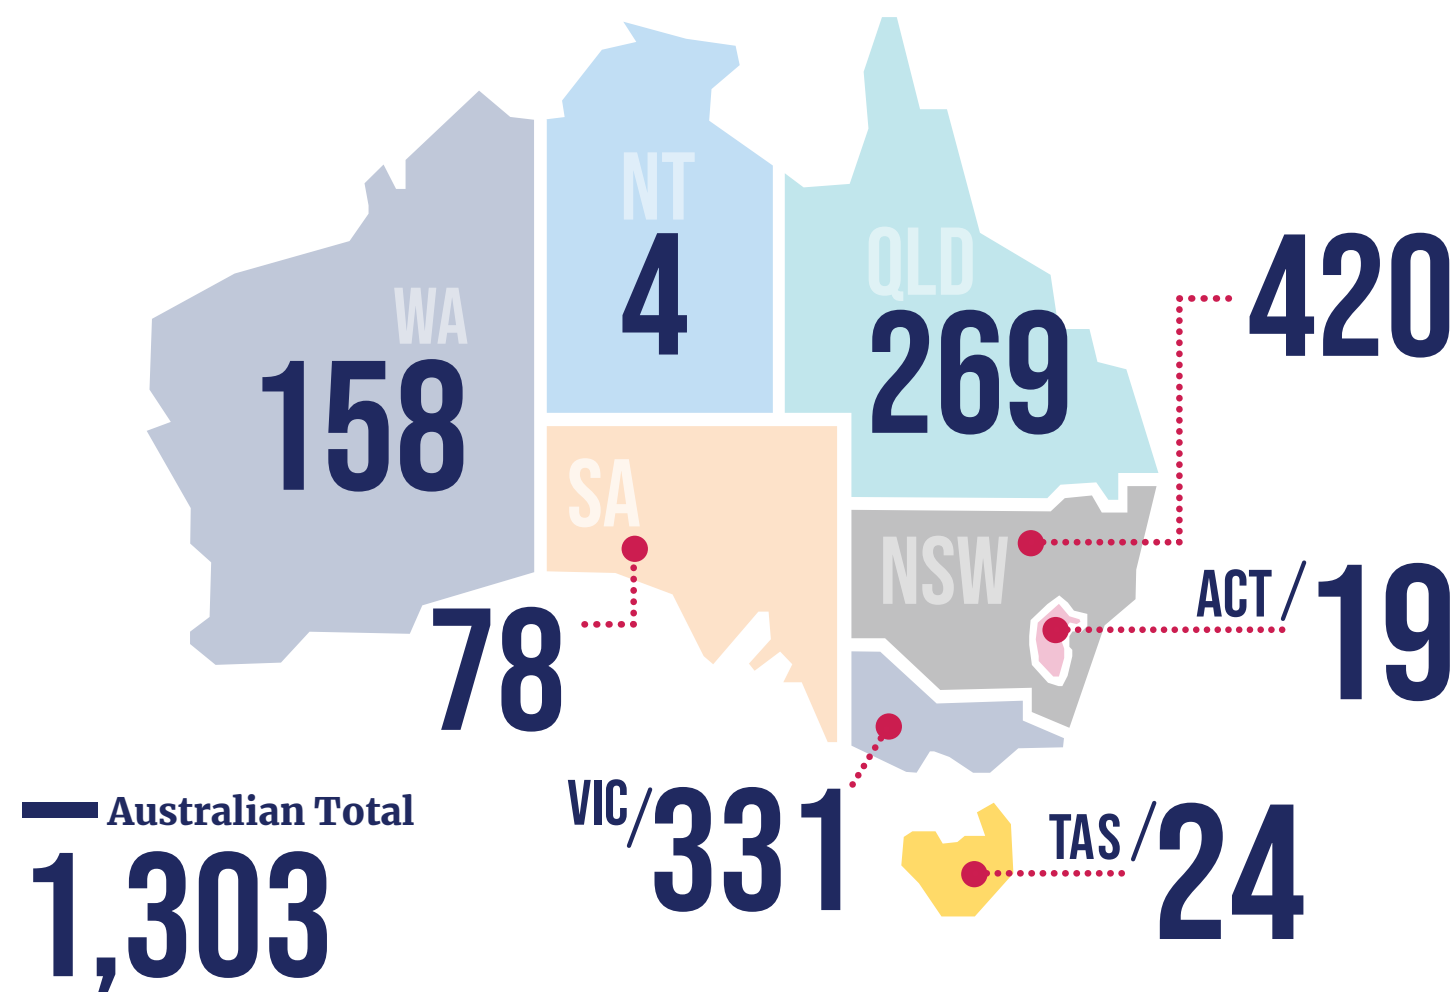 NT
4
QLD
269
420
WA
158
SA
78
NSW
ACT / 19
VIC / 331
TAS / 24
Australian Total
1,303